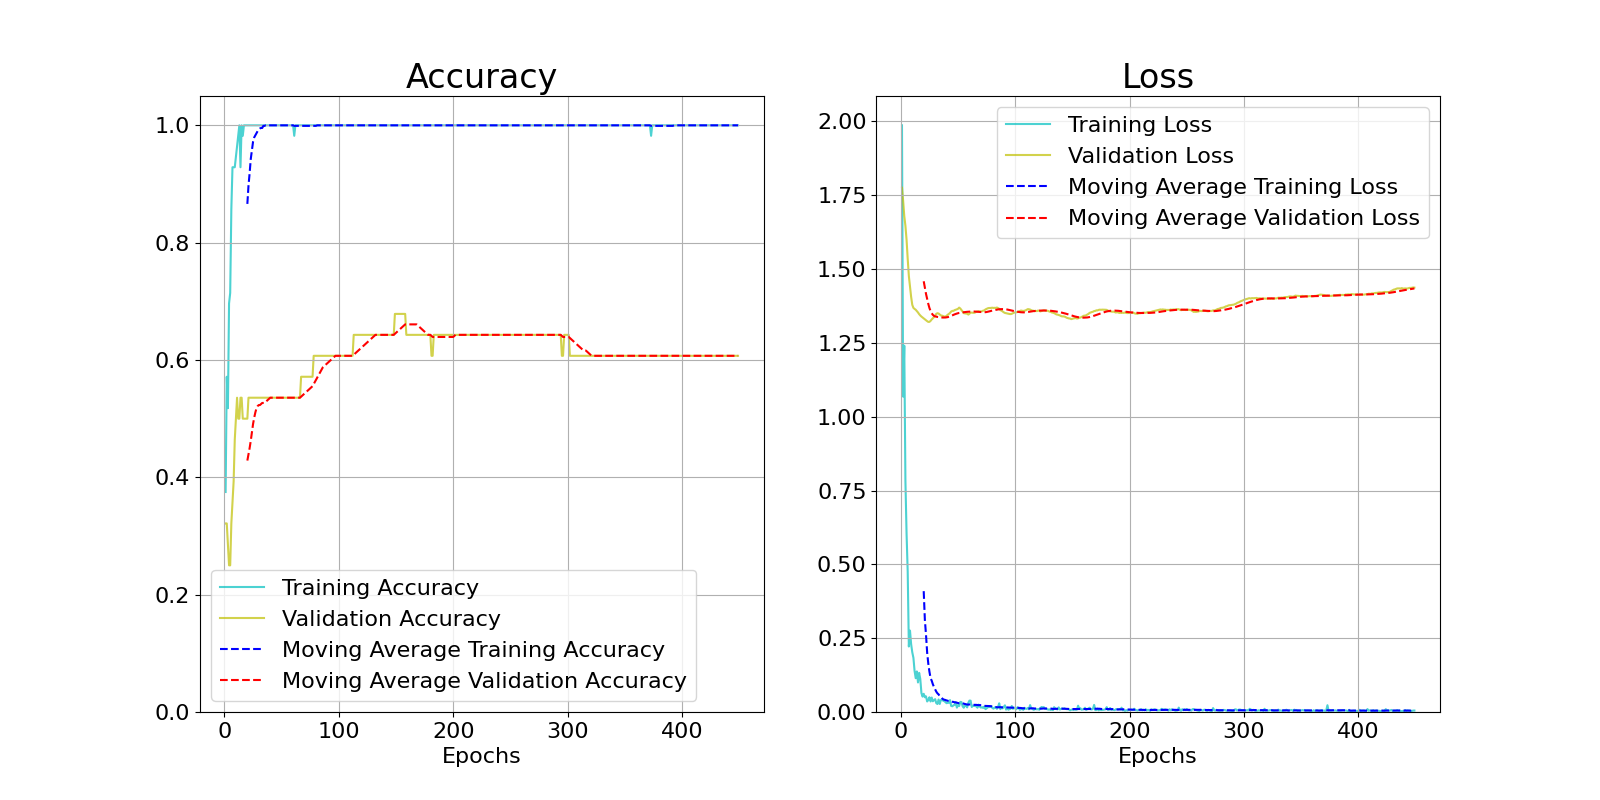 Accuracy
1.0
0.8
0.6
0.4
0.2
0.0
0 100 200 300 400
Epochs
Training Accuracy
Validation Accuracy
Moving Average Training Accuracy
Moving Average Validation Accuracy
Loss
2.00
1.75
1.50
1.25
1.00
0.75
0.50
0.25
0.00
0 100 200 300 400
Epochs
Training Loss
Validation Loss
Moving Average Training Loss
Moving Average Validation Loss